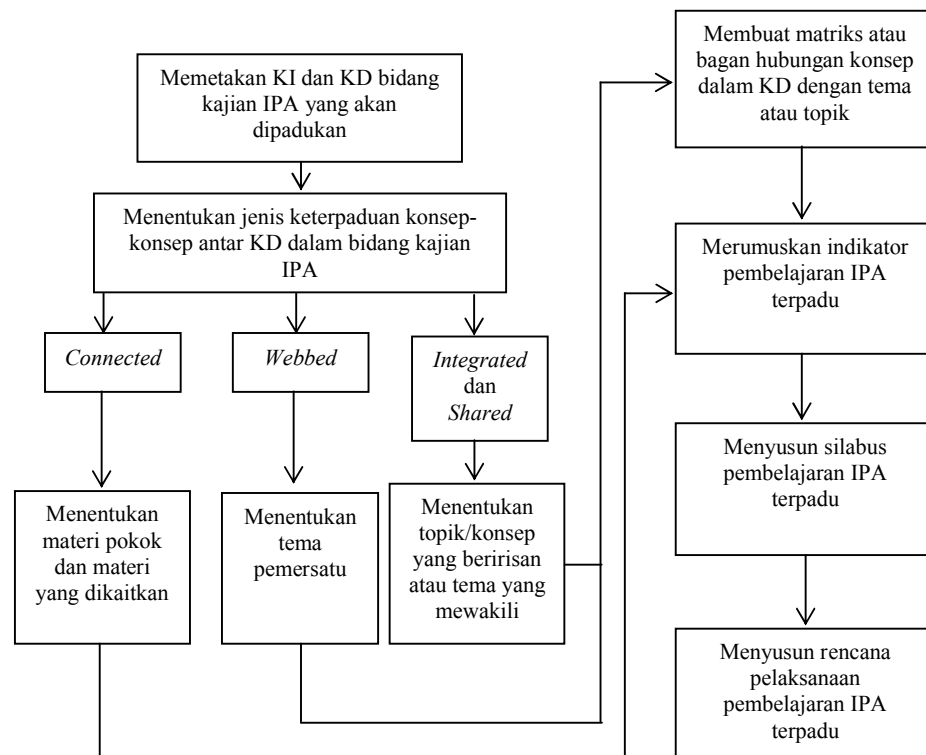 Memetakan KI dan KD bidang
kajian IPA yang akan
dipadukan
Menentukan jenis keterpaduan konsep-
konsep antar KD dalam bidang kajian
IPA
Connected
Webbed
Integrated
dan
Shared
Menentukan
materi pokok
dan materi
yang dikaitkan
Menentukan
tema
pemersatu
Menentukan
topik/konsep
yang beririsan
atau tema yang
mewakili
Membuat matriks atau
bagan hubungan konsep
dalam KD dengan tema
atau topik
Merumuskan indikator
pembelajaran IPA
terpadu
Menyusun silabus
pembelajaran IPA
terpadu
Menyusun rencana
pelaksanaan
pembelajaran IPA
terpadu